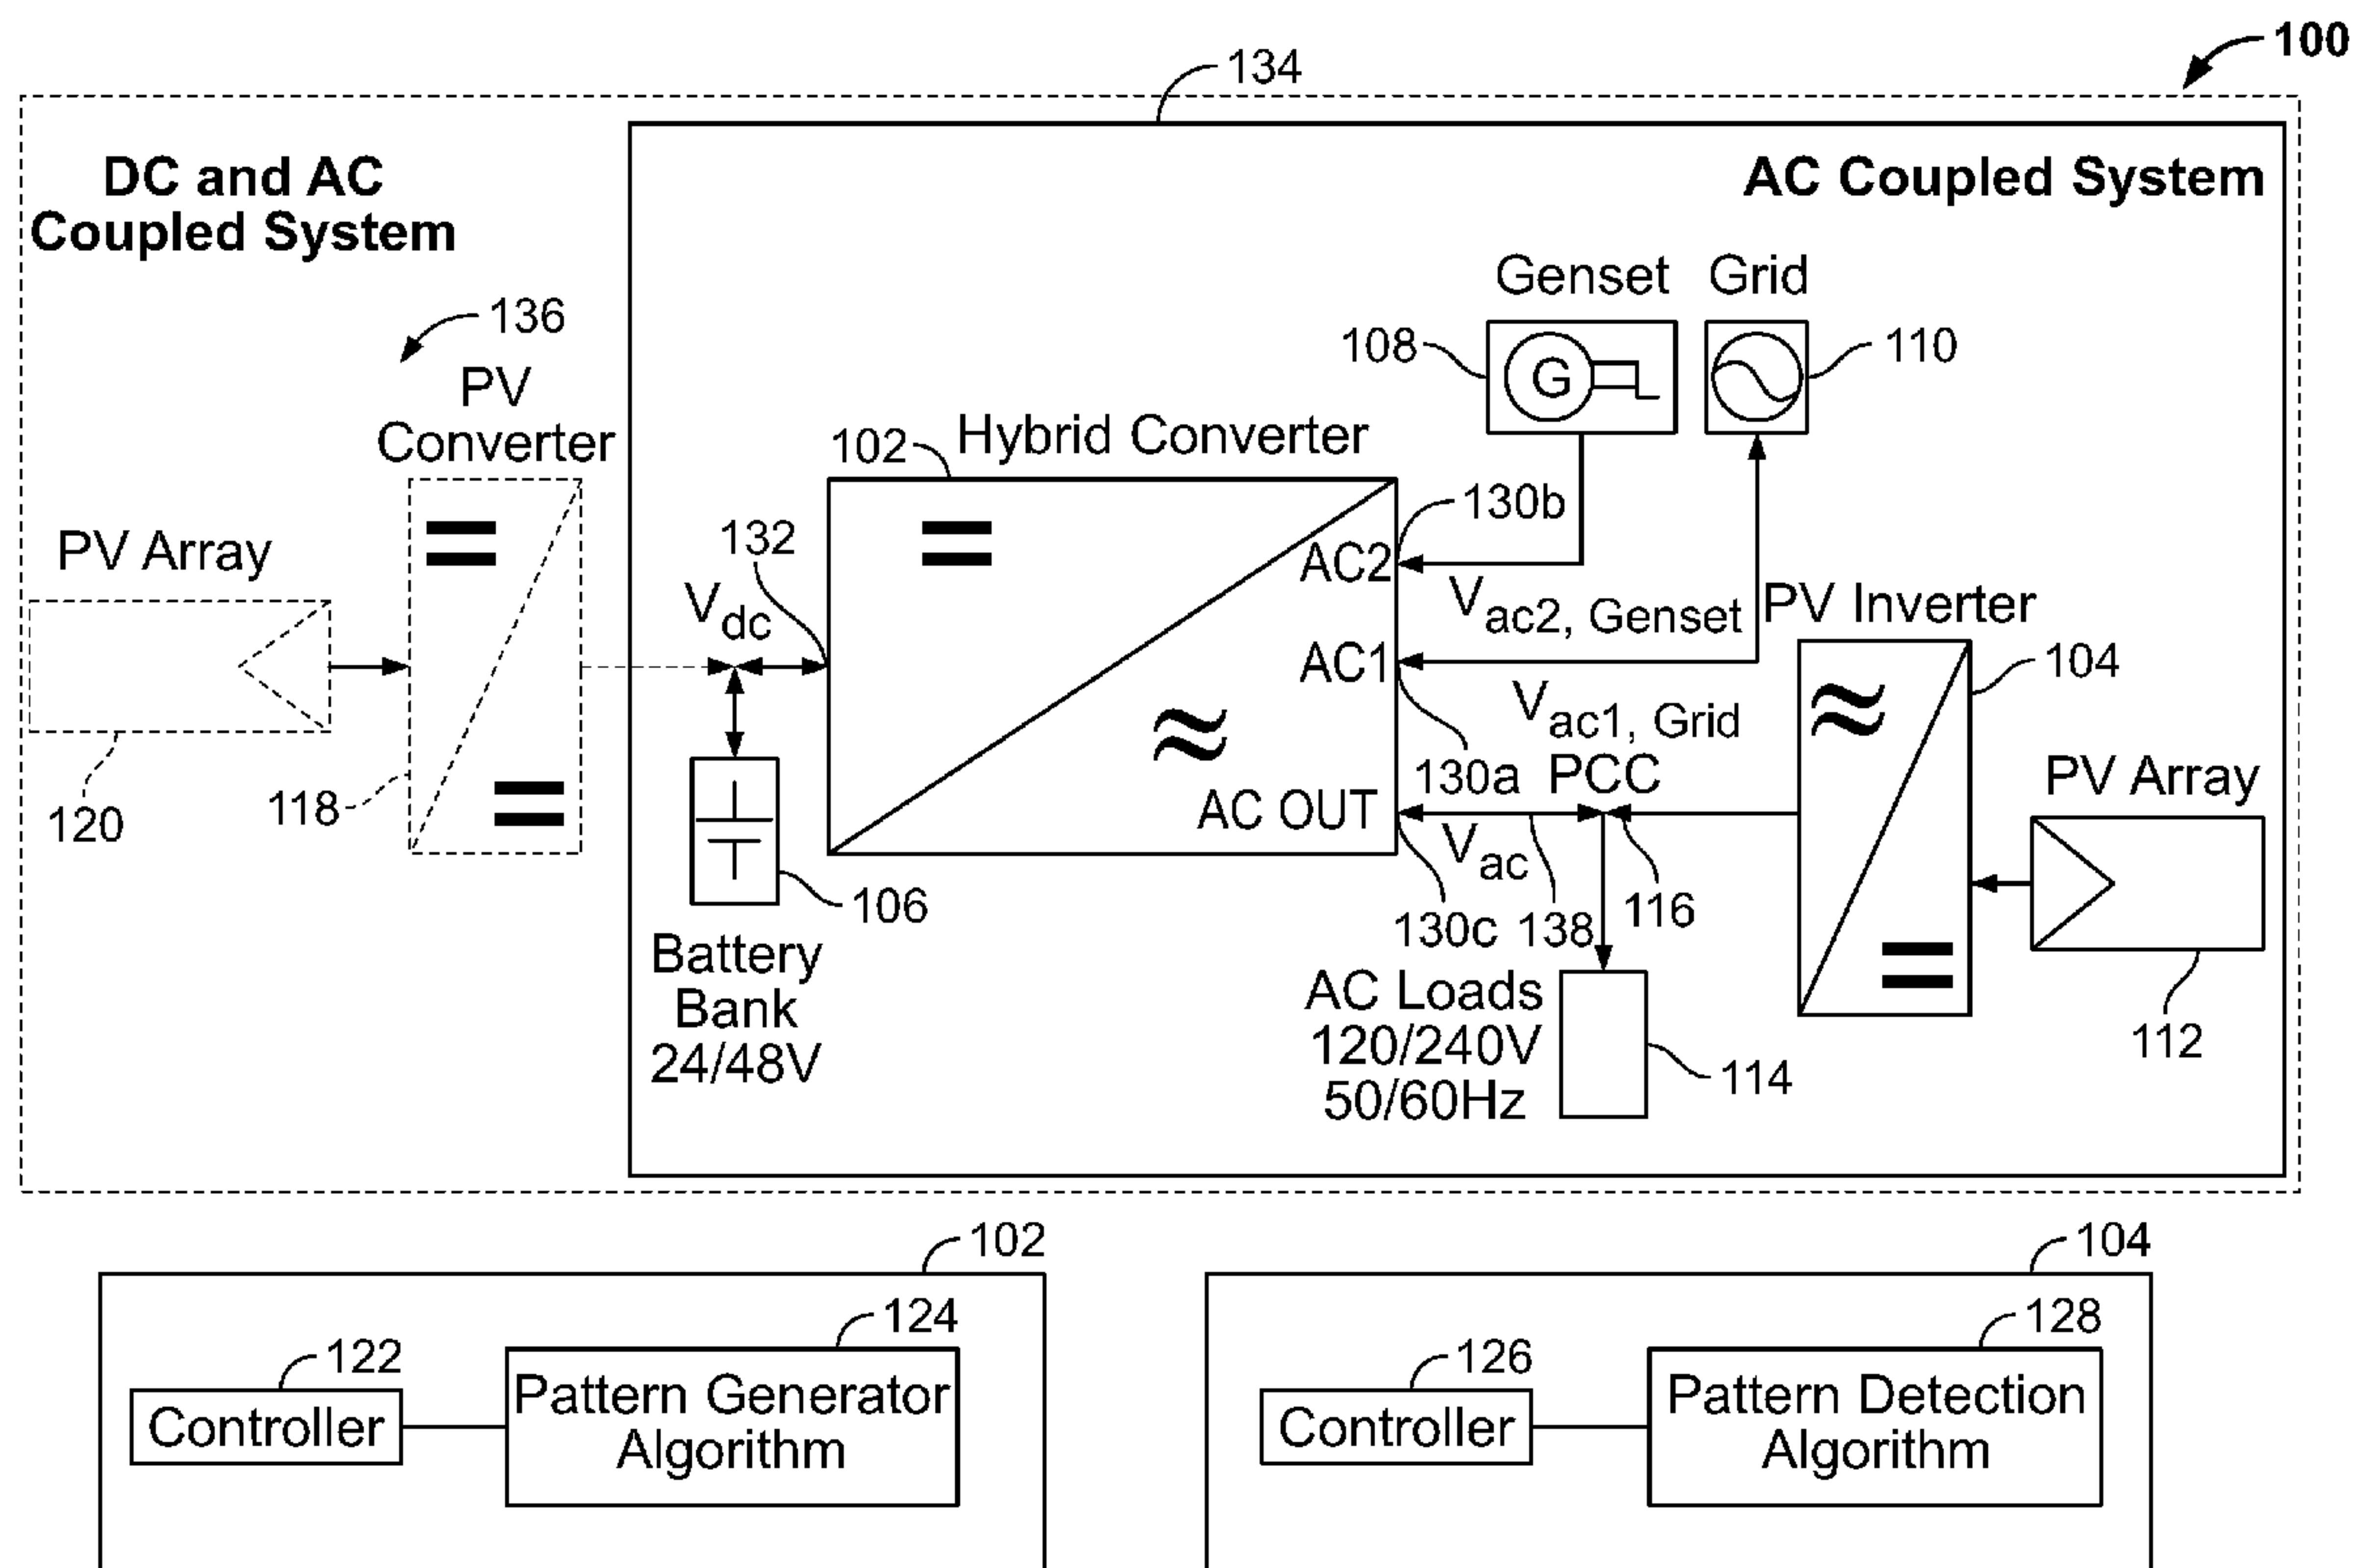 100
134
DC and AC
Coupled System
AC Coupled System
136
PV
Converter
PV Array
120
118
Genset
Grid
108
G
110
102
Hybrid Converter
132
Vdc
130b
AC2
Vac2, Genset
AC1
Vac1, Grid
130a
PCC
AC OUT
Vac
130c
138
116
PV Inverter
104
PV Array
112
106
Battery
Bank
24/48V
AC Loads
120/240V
50/60Hz
114
102
122
Controller
124
Pattern Generator
Algorithm
104
126
Controller
128
Pattern Detection
Algorithm